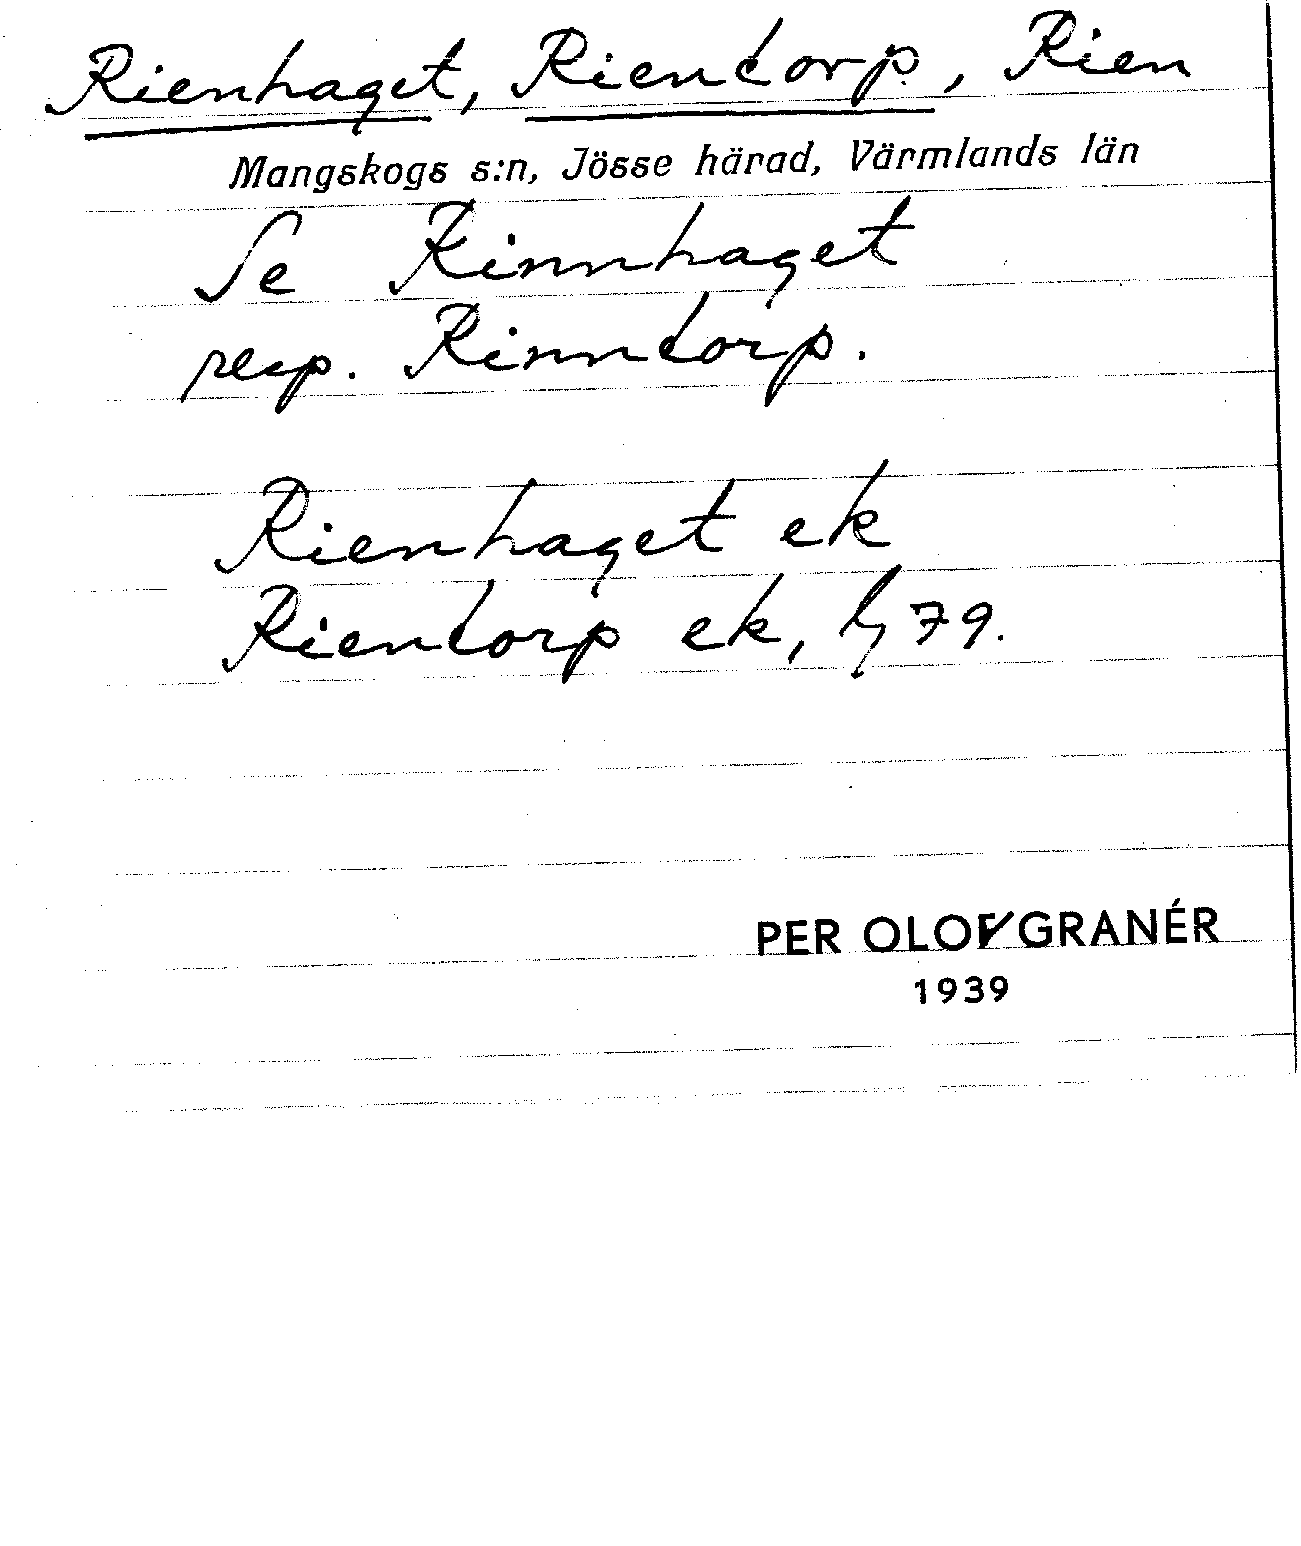 Rienhaget, Rientorp, Rien
Mangskogs s:n, Jösse härad, Värmlands län
Se Rinnhaget
resp. Rinntorp.
Rienhaget ek
Rientorp ek, 79.
PER OLOF GRANÉR
1939